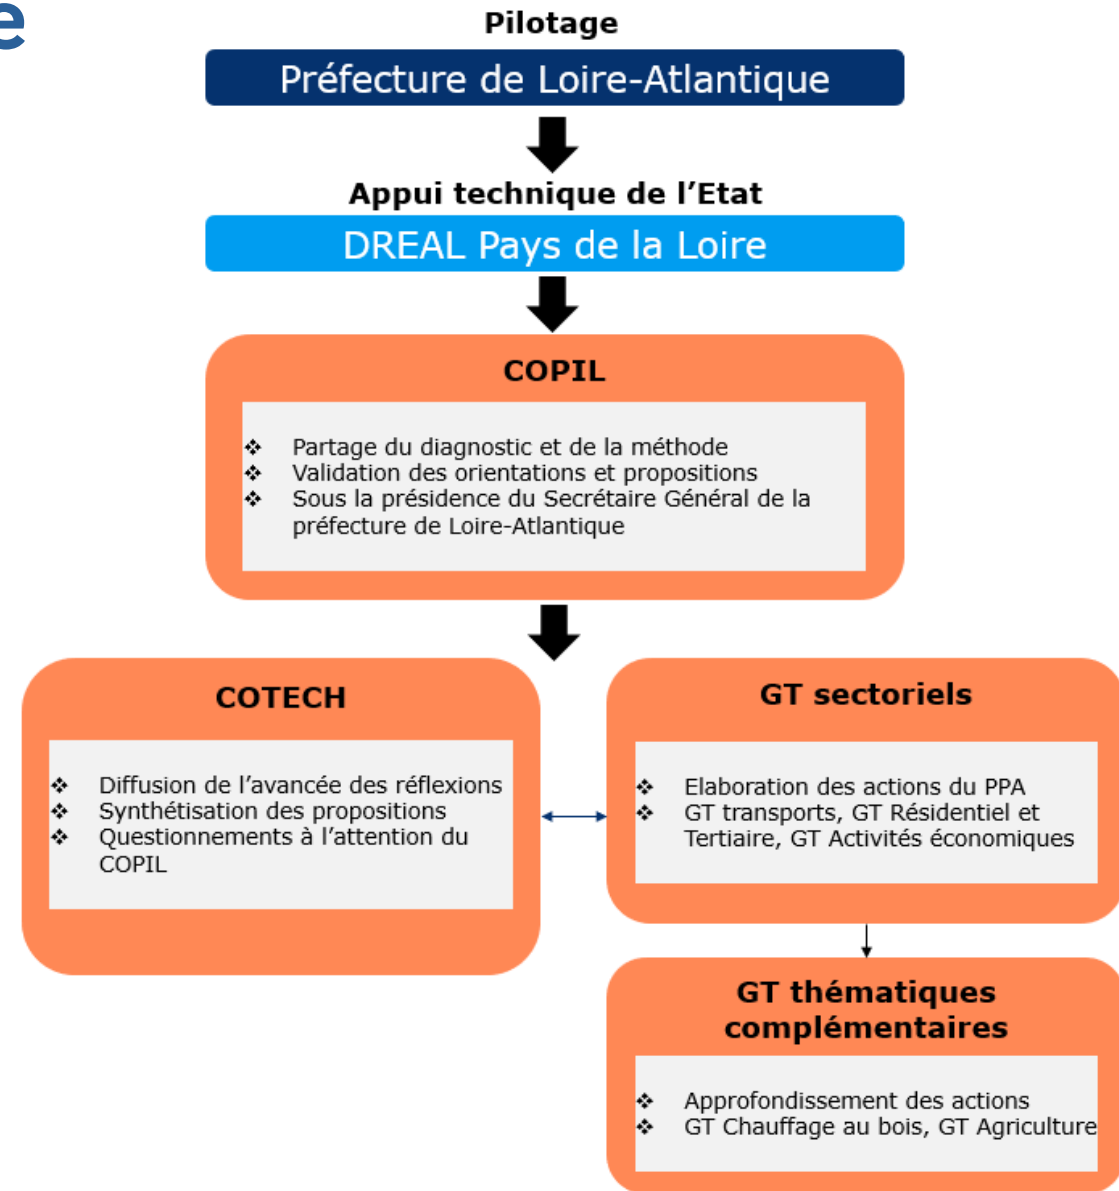 e
Pilotage
Préfecture de Loire-Atlantique
Appui technique de l’Etat
DREAL Pays de la Loire
COPIL
❖ Partage du diagnostic et de la méthode
❖ Validation des orientations et propositions
❖ Sous la présidence du Secrétaire Général de la
préfecture de Loire-Atlantique
COTECH
❖ Diffusion de l’avancée des réflexions
❖ Synthétisation des propositions
❖ Questionnements à l’attention du
COPIL
GT sectoriels
❖ Elaboration des actions du PPA
❖ GT transports, GT Résidentiel et
Tertiaire, GT Activités économiques
GT thématiques
complémentaires
❖ Approfondissement des actions
❖ GT Chauffage au bois, GT Agriculture